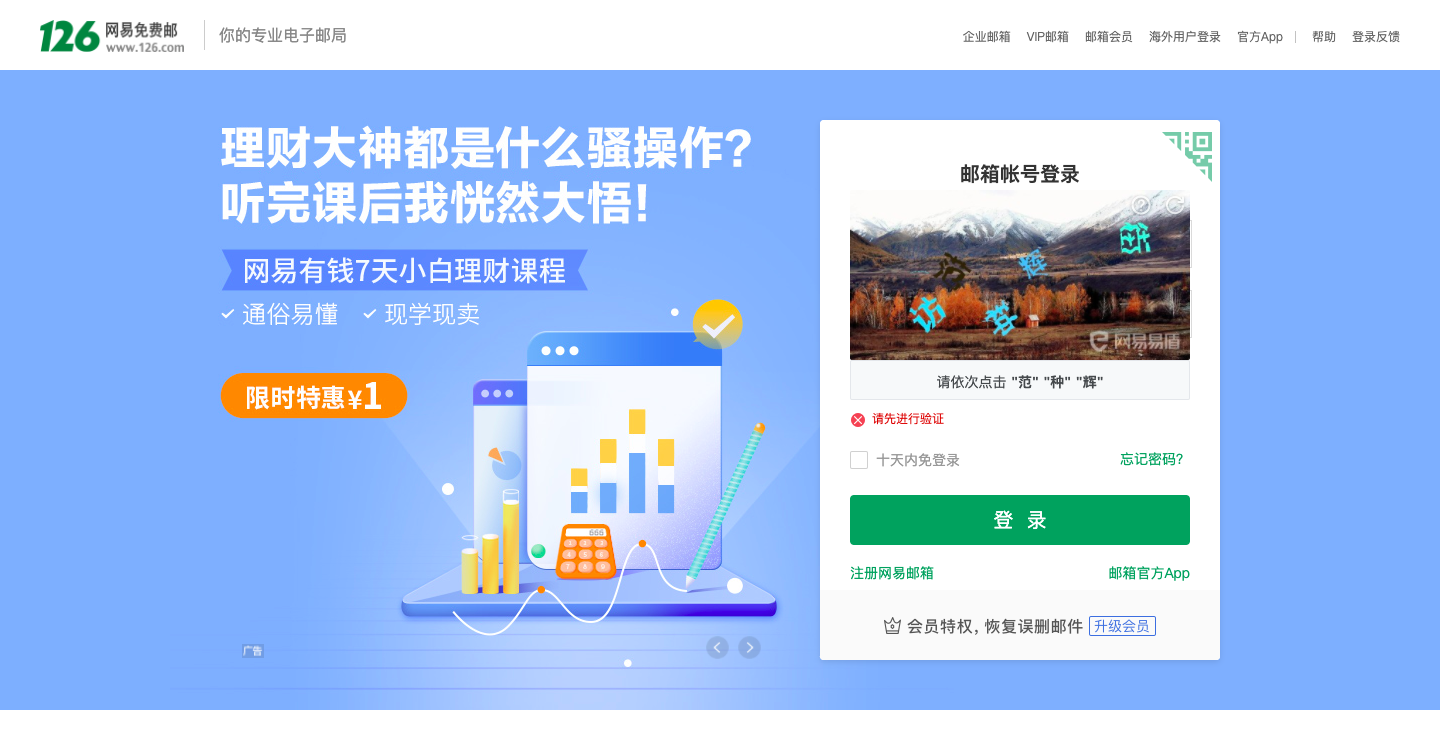 126 网易免费邮
www.126.com
你的专业电子邮局
企业邮箱 VIP邮箱 邮箱会员 海外用户登录 官方App 帮助 登录反馈
理财大神都是什么骚操作?
听完课后我恍然大悟!
网易有钱7天小白理财课程
通俗易懂 现学现卖
限时特惠¥1
666
广告
邮箱帐号登录
辉
网易易盾
请依次点击 "范" "种" "辉"
请先进行验证
十天内免登录 忘记密码?
登 录
注册网易邮箱 邮箱官方App
会员特权, 恢复误删邮件 升级会员